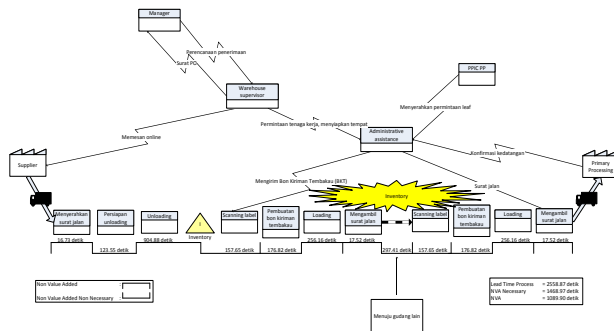 Manager
Perencanaan penerimaan
Surat PO
Warehouse
supervisor
PPIC PP
Menyerahkan permintaan leaf
Permintaan tenaga kerja, menyiapkan tempat
Administrative
assistance
Memesan online
Konfirmasi kedatangan
Supplier
Primary
Processing
Mengirim Bon Kiriman Tembakau (BKT)
Surat jalan
Inventory
Menyerahkan
surat jalan
Persiapan
unloading
Unloading
I
Inventory
Scanning label
Pembuatan
bon kiriman
tembakau
Loading
Mengambil
surat jalan
Scanning label
Pembuatan
bon kiriman
tembakau
Loading
Mengambil
surat jalan
16.73 detik
123.55 detik
904.88 detik
157.65 detik
176.82 detik
256.16 detik
17.52 detik
297.41 detik
157.65 detik
176.82 detik
256.16 detik
17.52 detik
Non Value Added :
Non Value Added Non Necessary :
Menuju gudang lain
Lead Time Process = 2558.87 detik
NVA Necessary = 1468.97 detik
NVA = 1089.90 detik